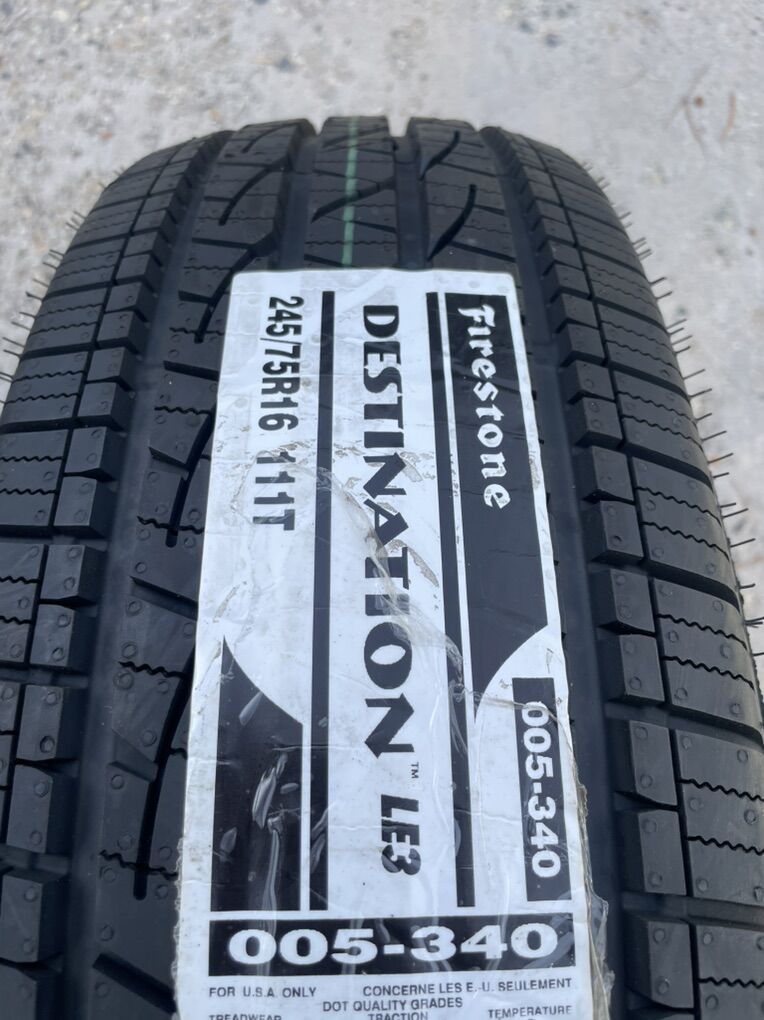 Firestone
DESTINATION™ LE3
245/75R16 111T
005-340
005-340
FOR U.S.A. ONLY CONCERNE LES E.-U. SEULEMENT
DOT QUALITY GRADES
TREADWEAR TRACTION TEMPERATURE